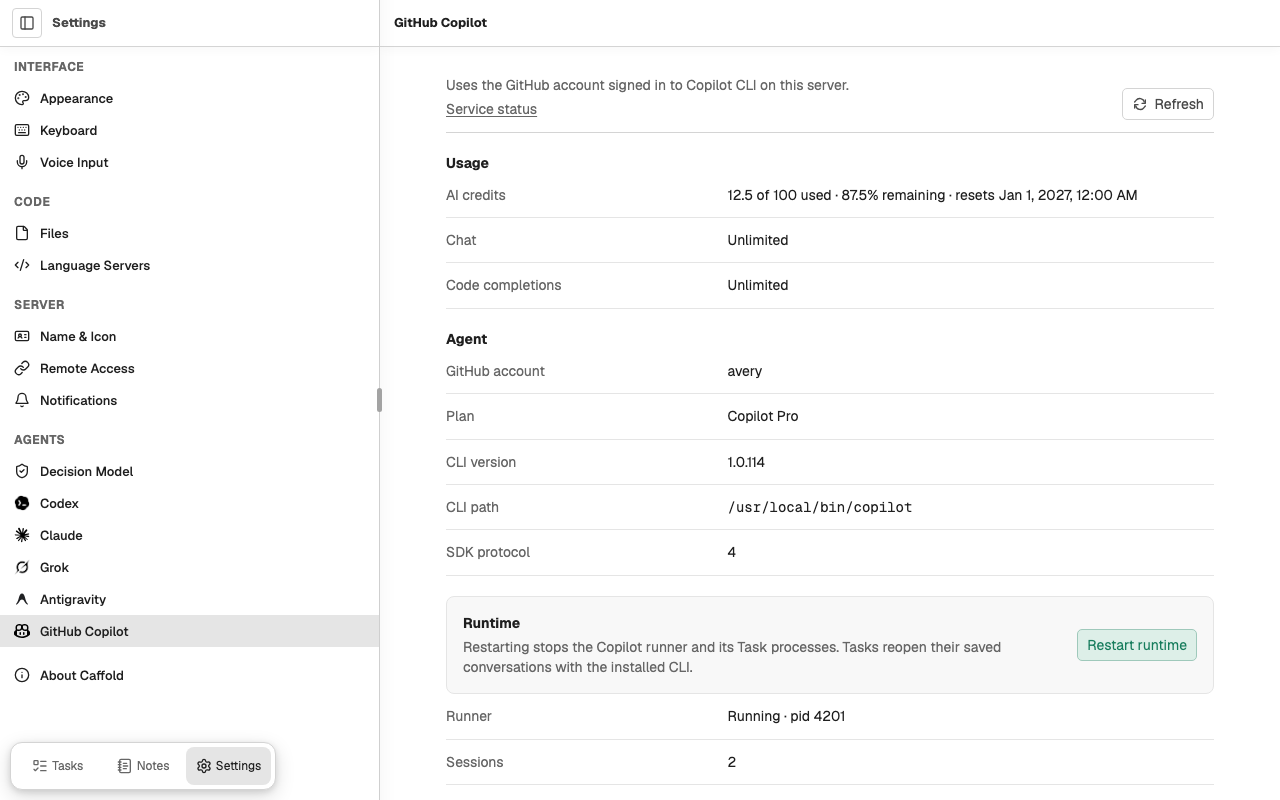 Settings
INTERFACE
Appearance
Keyboard
Voice Input
CODE
Files
Language Servers
SERVER
Name & Icon
Remote Access
Notifications
AGENTS
Decision Model
Codex
Claude
Grok
Antigravity
GitHub Copilot
About Caffold
Tasks
Notes
Settings
GitHub Copilot
Uses the GitHub account signed in to Copilot CLI on this server.
Service status
Refresh
Usage
AI credits
12.5 of 100 used · 87.5% remaining · resets Jan 1, 2027, 12:00 AM
Chat
Unlimited
Code completions
Unlimited
Agent
GitHub account
avery
Plan
Copilot Pro
CLI version
1.0.114
CLI path
/usr/local/bin/copilot
SDK protocol
4
Runtime
Restarting stops the Copilot runner and its Task processes. Tasks reopen their saved
conversations with the installed CLI.
Restart runtime
Runner
Running · pid 4201
Sessions
2